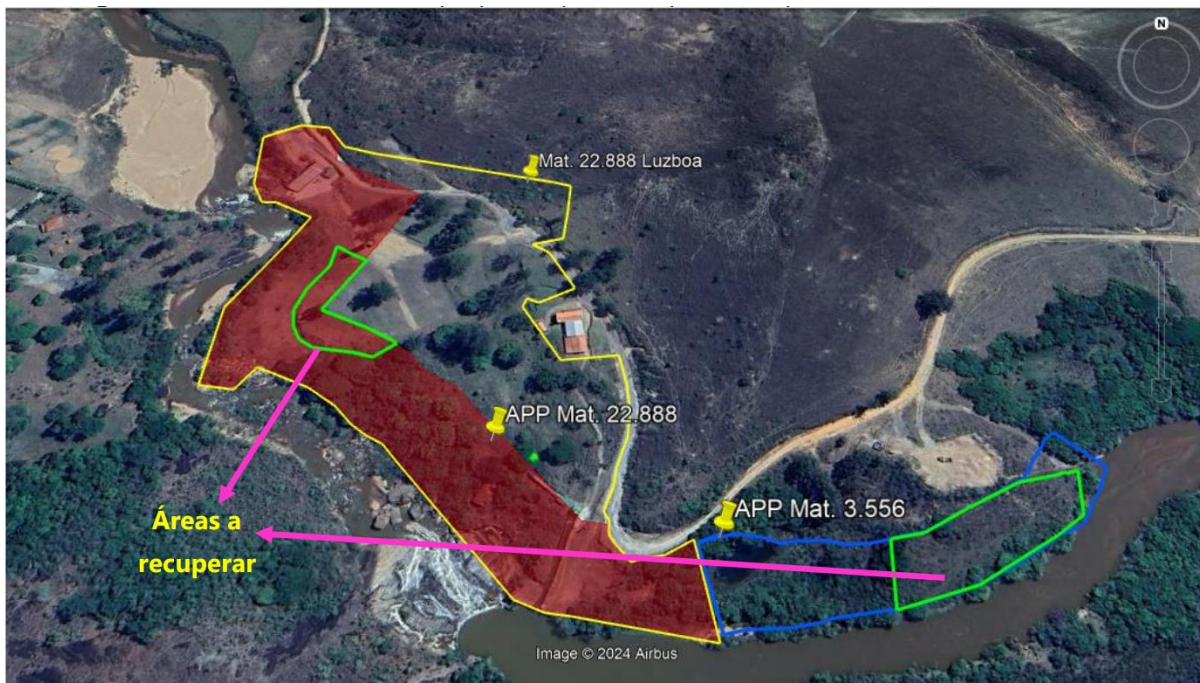 N
Mat. 22.888 Luzboa
APP Mat. 22.888
APP Mat. 3.556
Áreas a
recuperar
Image © 2024 Airbus